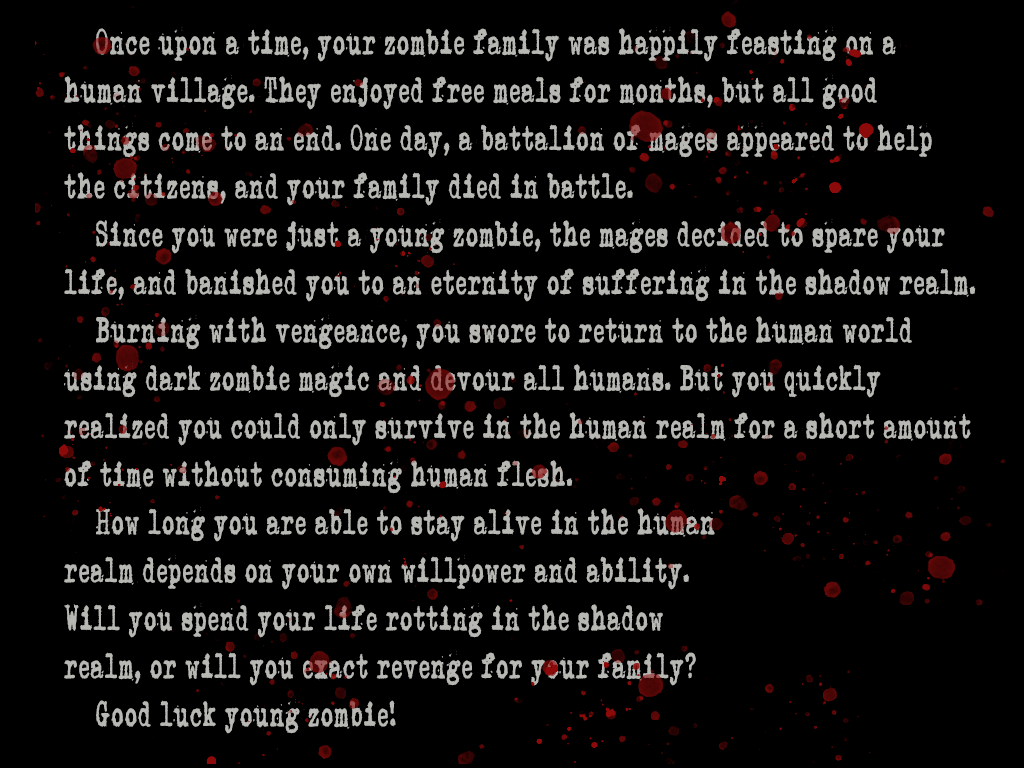 Once upon a time, your zombie family was happily feasting on a
human village. They enjoyed free meals for months, but all good
things come to an end. One day, a battalion of mages appeared to help
the citizens, and your family died in battle.
Since you were just a young zombie, the mages decided to spare your
life, and banished you to an eternity of suffering in the shadow realm.
Burning with vengeance, you swore to return to the human world
using dark zombie magic and devour all humans. But you quickly
realized you could only survive in the human realm for a short amount
of time without consuming human flesh.
How long you are able to stay alive in the human
realm depends on your own willpower and ability.
Will you spend your life rotting in the shadow
realm, or will you exact revenge for your family?
Good luck young zombie!